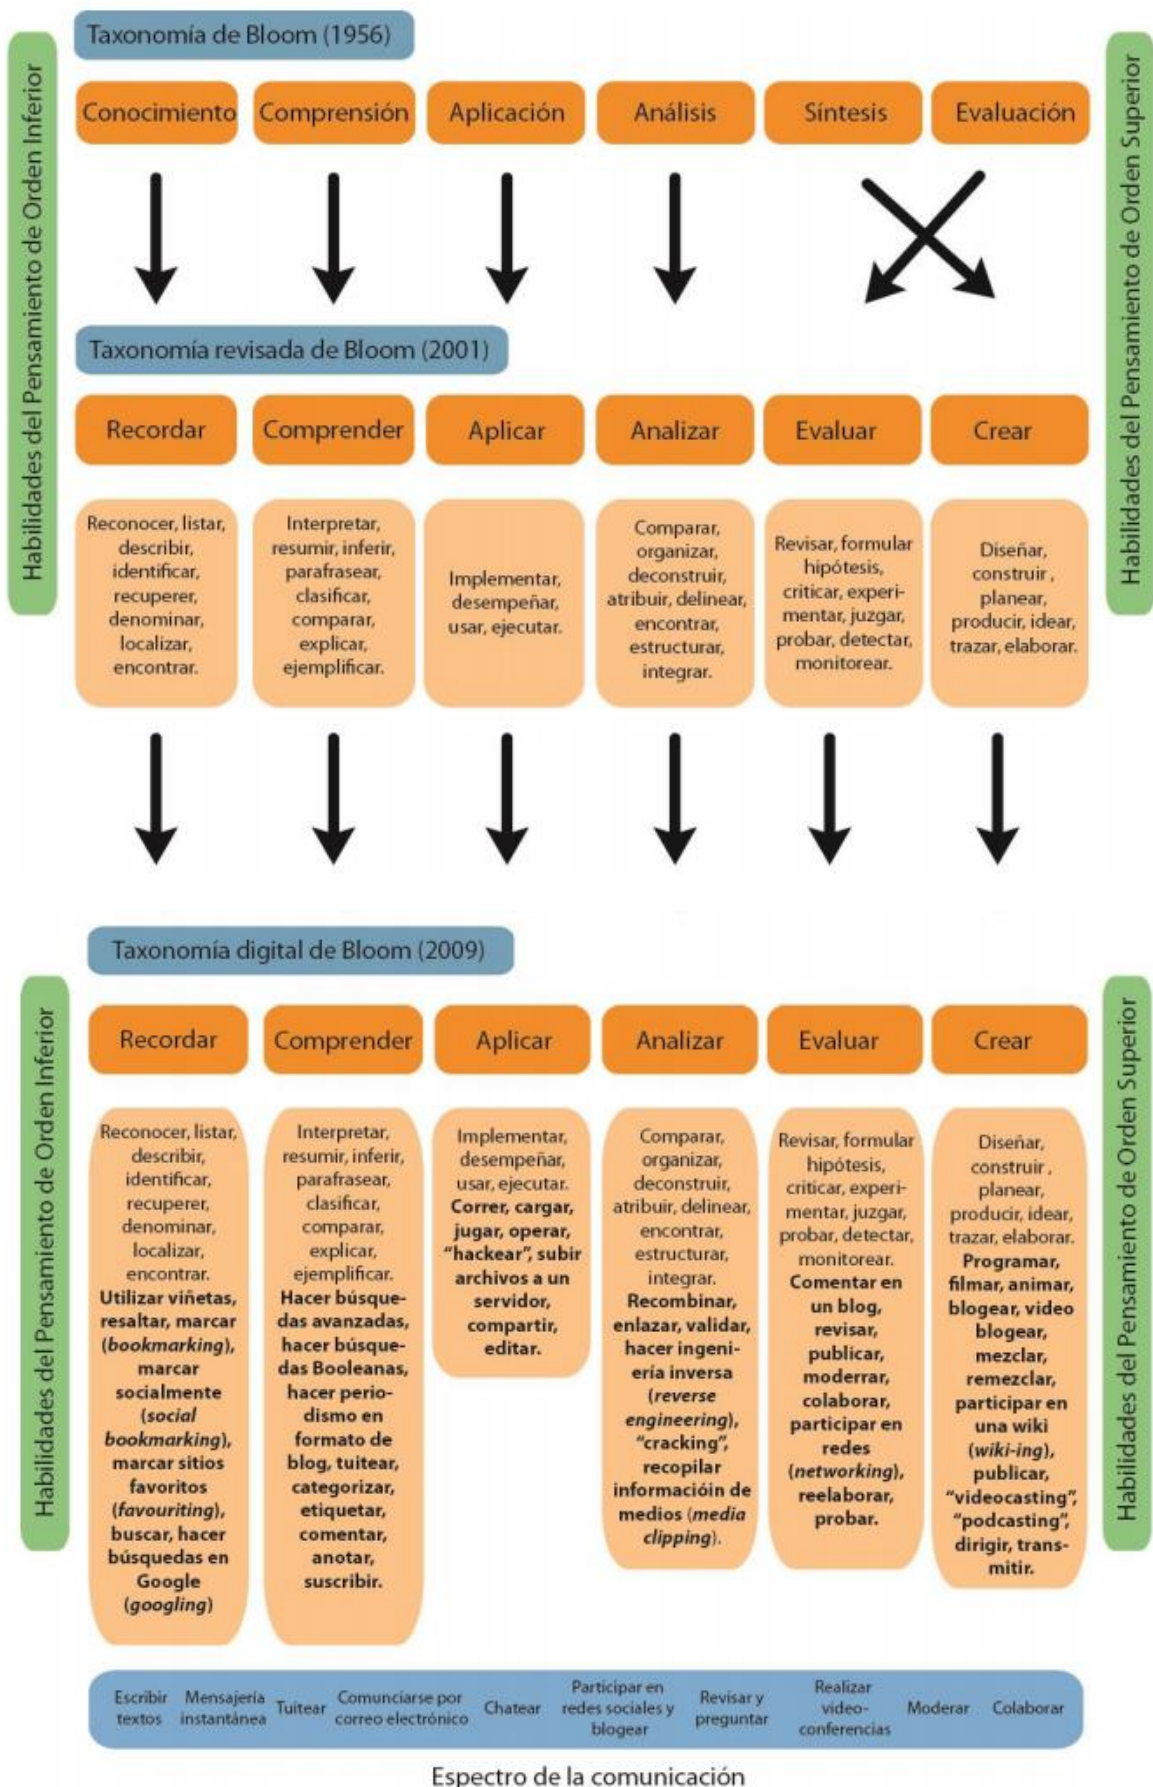 Taxonomía de Bloom (1956)
Habilidades del Pensamiento de Orden Inferior
Habilidades del Pensamiento de Orden Superior
Conocimiento
Comprensión
Aplicación
Análisis
Síntesis
Evaluación
Taxonomía revisada de Bloom (2001)
Recordar
Comprender
Aplicar
Analizar
Evaluar
Crear
Reconocer, listar,
describir,
identificar,
recuperer,
denominar,
localizar,
encontrar.
Interpretar,
resumir, inferir,
parafrasear,
clasificar,
comparar,
explicar,
ejemplificar.
Implementar,
desempeñar,
usar, ejecutar.
Comparar,
organizar,
deconstruir,
atribuir, delinear,
encontrar,
estructurar,
integrar.
Revisar, formular
hipótesis,
criticar, experi-
mentar, juzgar,
probar, detectar,
monitorear.
Diseñar,
construir ,
planear,
producir, idear,
trazar, elaborar.
Taxonomía digital de Bloom (2009)
Habilidades del Pensamiento de Orden Inferior
Habilidades del Pensamiento de Orden Superior
Recordar
Comprender
Aplicar
Analizar
Evaluar
Crear
Reconocer, listar,
describir,
identificar,
recuperer,
denominar,
localizar,
encontrar.
Utilizar viñetas,
resaltar, marcar
(bookmarking),
marcar
socialmente
(social
bookmarking),
marcar sitios
favoritos
(favouriting),
buscar, hacer
búsquedas en
Google
(googling)
Interpretar,
resumir, inferir,
parafrasear,
clasificar,
comparar,
explicar,
ejemplificar.
Hacer búsque-
das avanzadas,
hacer búsque-
das Booleanas,
hacer perio-
dismo en
formato de
blog, tuitear,
categorizar,
etiquetar,
comentar,
anotar,
suscribir.
Implementar,
desempeñar,
usar, ejecutar.
Correr, cargar,
jugar, operar,
“hackear”, subir
archivos a un
servidor,
compartir,
editar.
Comparar,
organizar,
deconstruir,
atribuir, delinear,
encontrar,
estructurar,
integrar.
Recombinar,
enlazar, validar,
hacer ingeni-
ería inversa
(reverse
engineering),
“cracking”,
recopilar
informacióin de
medios (media
clipping).
Revisar, formular
hipótesis,
criticar, experi-
mentar, juzgar,
probar, detectar,
monitorear.
Comentar en
un blog,
revisar,
publicar,
moderrar,
colaborar,
participar en
redes
(networking),
reelaborar,
probar.
Diseñar,
construir ,
planear,
producir, idear,
trazar, elaborar.
Programar,
filmar, animar,
blogear, video
blogear,
mezclar,
remezclar,
participar en
una wiki
(wiki-ing),
publicar,
“videocasting”,
“podcasting”,
dirigir, trans-
mitir.
Escribir
textos
Mensajería
instantánea
Tuitear
Comunciarse por
correo electrónico
Chatear
Participar en
redes sociales y
blogear
Revisar y
preguntar
Realizar
video-
conferencias
Moderar
Colaborar
Espectro de la comunicación